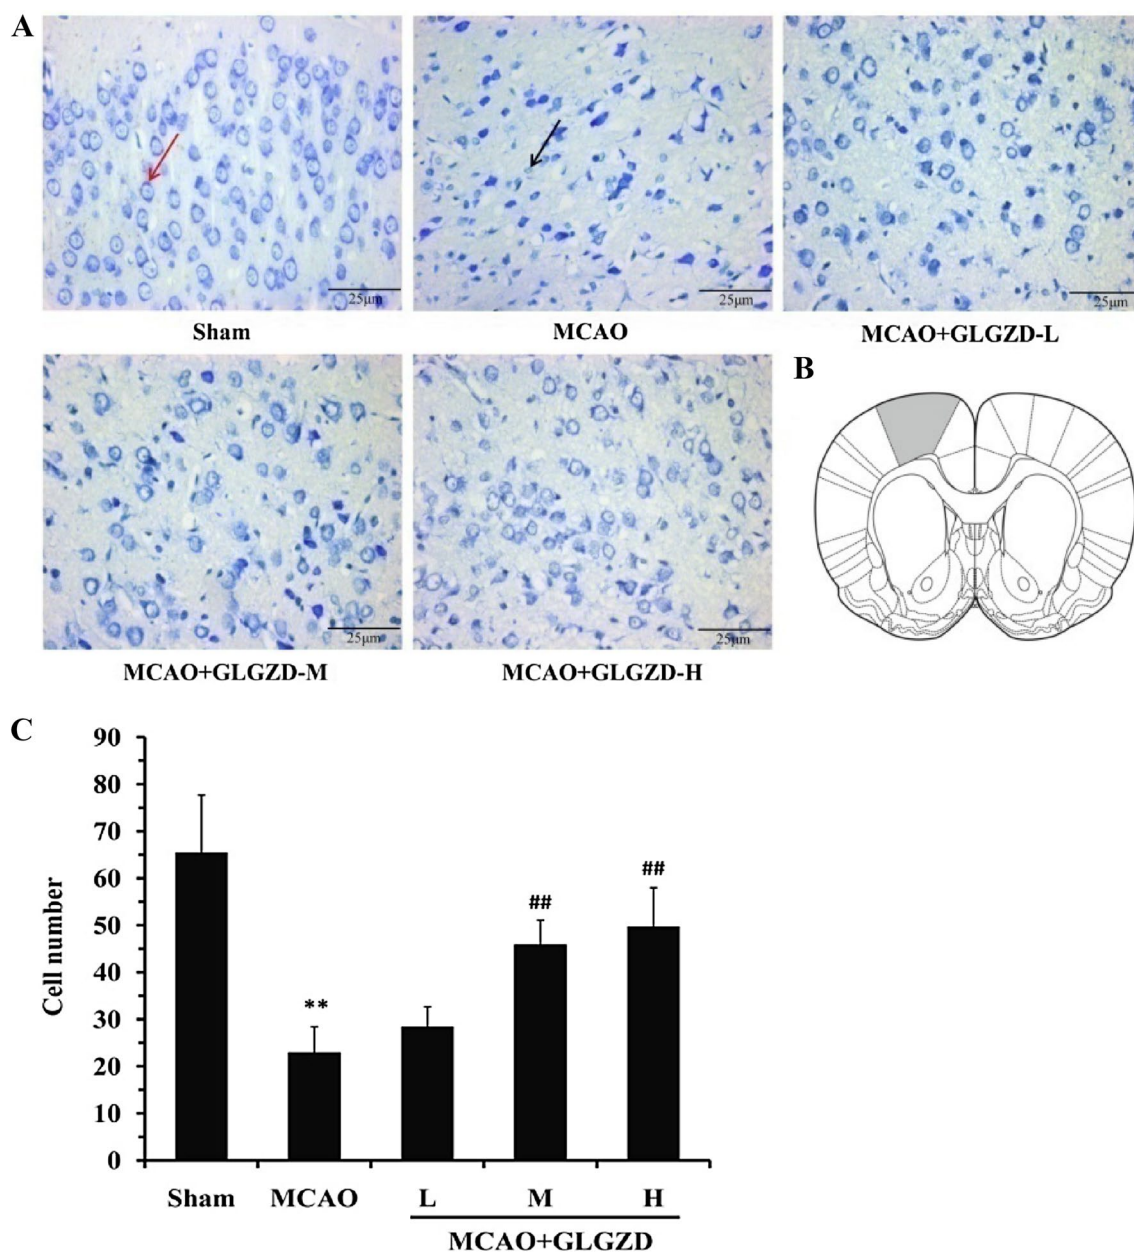 A
25μm
25μm
25μm
Sham
MCAO
MCAO+GLGZD-L
25μm
25μm
MCAO+GLGZD-M
MCAO+GLGZD-H
B
C
Cell number
90
80
70
60
50
40
30
20
10
0
**
##
##
Sham
MCAO
L
M
H
MCAO+GLGZD